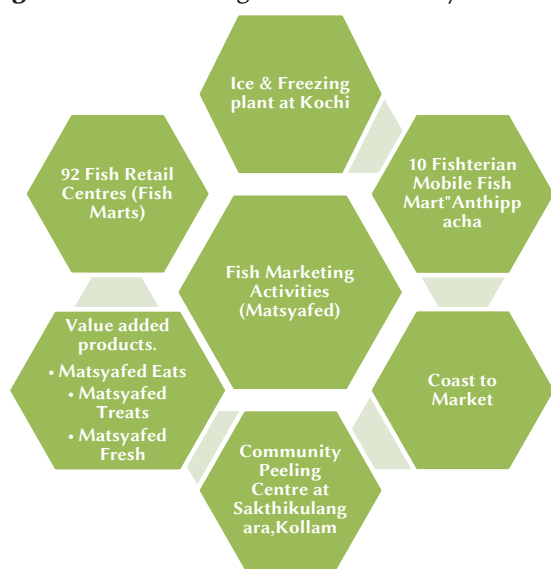 Ice & Freezing
plant at Kochi
10 Fishterian
Mobile Fish
Mart"Anthipp
acha
Coast to
Market
Community
Peeling
Centre at
Sakthikulang
ara,Kollam
Value added
products.
• Matsyafed Eats
• Matsyafed
Treats
• Matsyafed
Fresh
92 Fish Retail
Centres (Fish
Marts)
Fish Marketing
Activities
(Matsyafed)